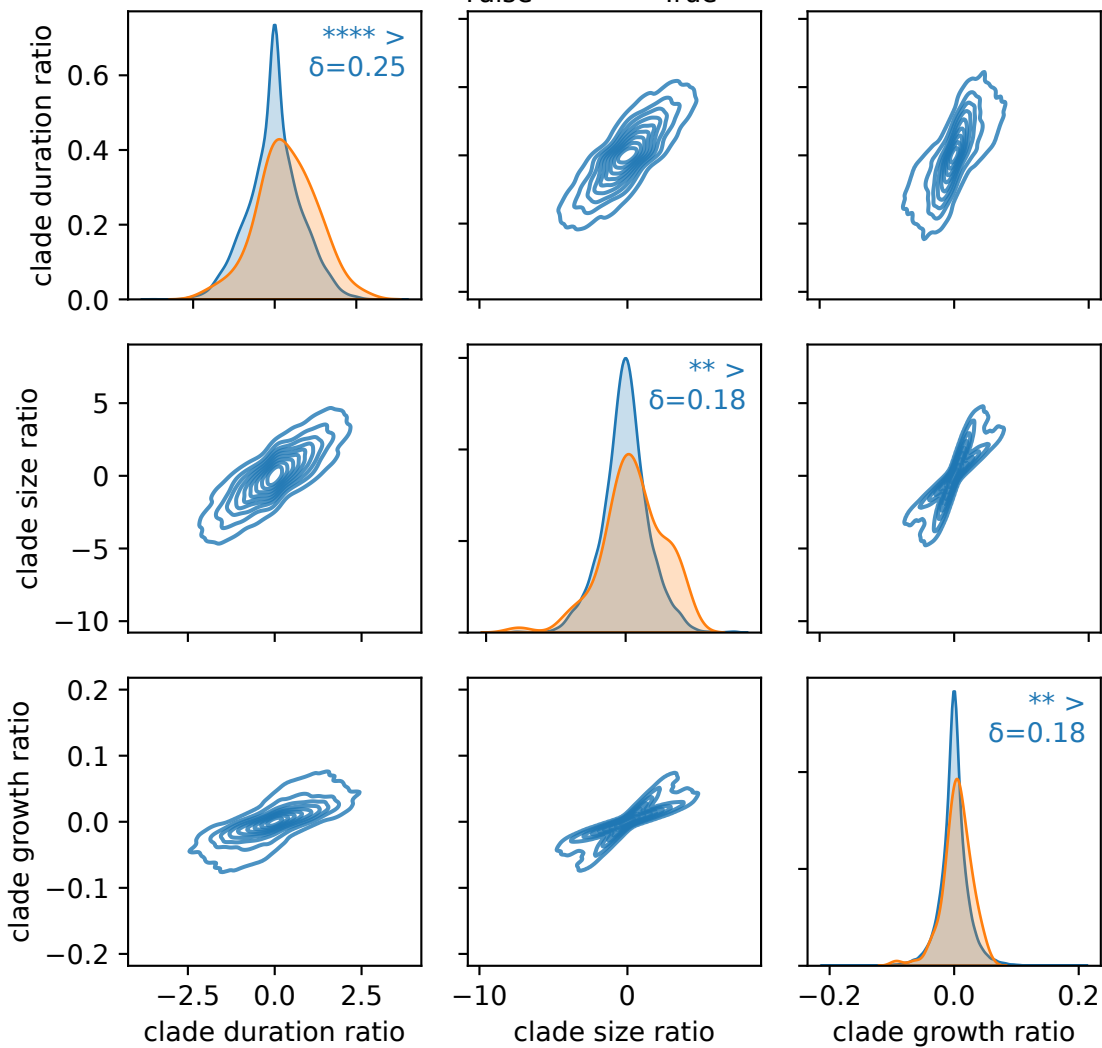 clade duration ratio
0.6
0.4
0.2
0.0
**** >
δ=0.25
clade size ratio
5
0
−5
−10
** >
δ=0.18
clade growth ratio
0.2
0.1
0.0
−0.1
−0.2
** >
δ=0.18
−2.5 0.0 2.5
−10 0
−0.2 0.0 0.2
clade duration ratio
clade size ratio
clade growth ratio